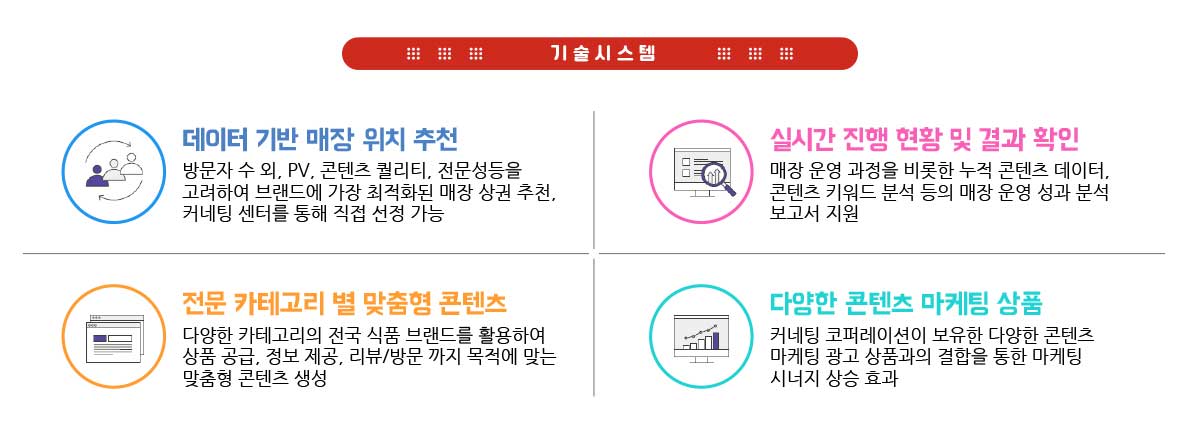 기술시스템
데이터 기반 매장 위치 추천
방문자 수 외, PV, 콘텐츠 퀄리티, 전문성등을
고려하여 브랜드에 가장 최적화된 매장 상권 추천,
커네팅 센터를 통해 직접 선정 가능
실시간 진행 현황 및 결과 확인
매장 운영 과정을 비롯한 누적 콘텐츠 데이터,
콘텐츠 키워드 분석 등의 매장 운영 성과 분석
보고서 지원
전문 카테고리 별 맞춤형 콘텐츠
다양한 카테고리의 전국 식품 브랜드를 활용하여
상품 공급, 정보 제공, 리뷰/방문 까지 목적에 맞는
맞춤형 콘텐츠 생성
다양한 콘텐츠 마케팅 상품
커네팅 코퍼레이션이 보유한 다양한 콘텐츠
마케팅 광고 상품과의 결합을 통한 마케팅
시너지 상승 효과